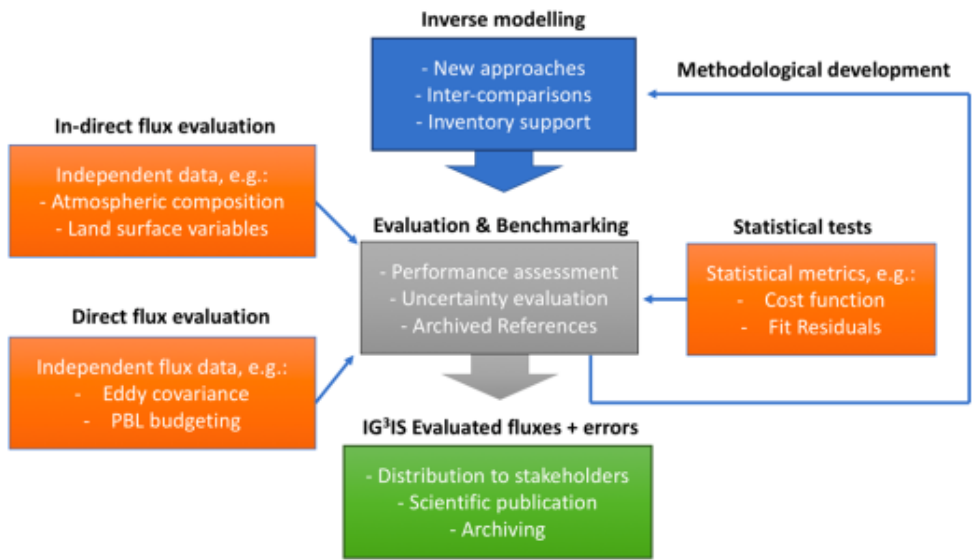 Inverse modelling
- New approaches
- Inter-comparisons
- Inventory support
Methodological development
In-direct flux evaluation
Independent data, e.g.:
- Atmospheric composition
- Land surface variables
Evaluation & Benchmarking
- Performance assessment
- Uncertainty evaluation
- Archived References
Statistical tests
Statistical metrics, e.g.:
- Cost function
- Fit Residuals
Direct flux evaluation
Independent flux data, e.g.:
- Eddy covariance
- PBL budgeting
IG³IS Evaluated fluxes + errors
- Distribution to stakeholders
- Scientific publication
- Archiving